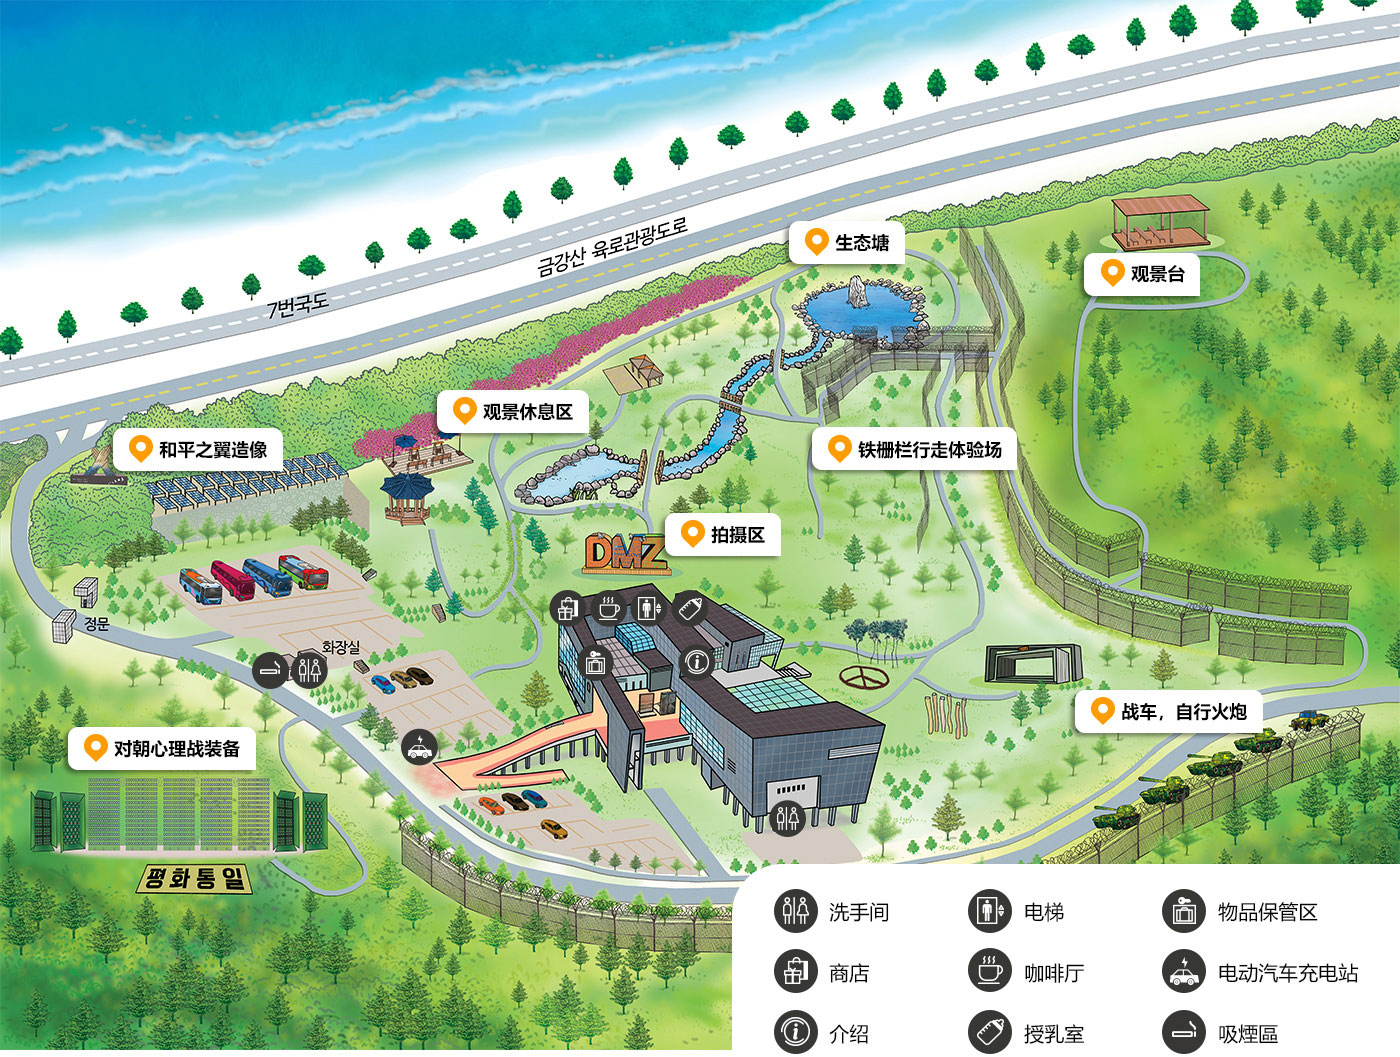 7번국도
금강산 육로관광도로
生态塘
观景台
观景休息区
和平之翼造像
铁栅栏行走体验场
拍摄区
DMZ
정문
화장실
战车，自行火炮
对朝心理战装备
평화통일
洗手间
电梯
物品保管区
商店
咖啡厅
电动汽车充电站
介绍
授乳室
吸煙區